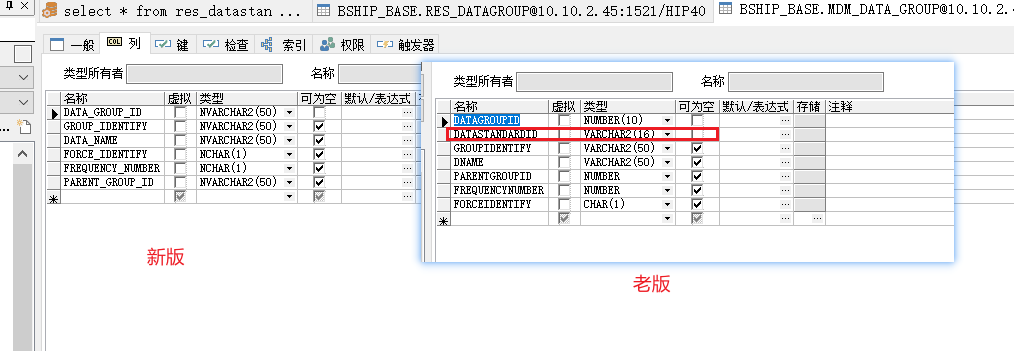 select * from res_datastan ...
BSHIP_BASE.RES_DATAGROUP@10.10.2.45:1521/HIP40
BSHIP_BASE.MDM_DATA_GROUP@10.10.2.4
一般 列 键 检查 索引 权限 触发器
类型所有者 名称
名称 虚拟 类型 可为空 默认/表达式
DATA_GROUP_ID NVARCHAR2(50) ...
GROUP_IDENTIFY NVARCHAR2(50) ...
DATA_NAME NVARCHAR2(50) ...
FORCE_IDENTIFY NCHAR(1) ...
FREQUENCY_NUMBER NCHAR(1) ...
PARENT_GROUP_ID NVARCHAR2(50) ...
新版
类型所有者 名称
名称 虚拟 类型 可为空 默认/表达式 存储 注释
DATAGROUPID NUMBER(10) ...
DATASTANDARDID VARCHAR2(16) ...
GROUPIDENTIFY VARCHAR2(50) ...
DNAME VARCHAR2(50) ...
PARENTGROUPID NUMBER ...
FREQUENCYNUMBER NUMBER ...
FORCEIDENTIFY CHAR(1) ...
老版